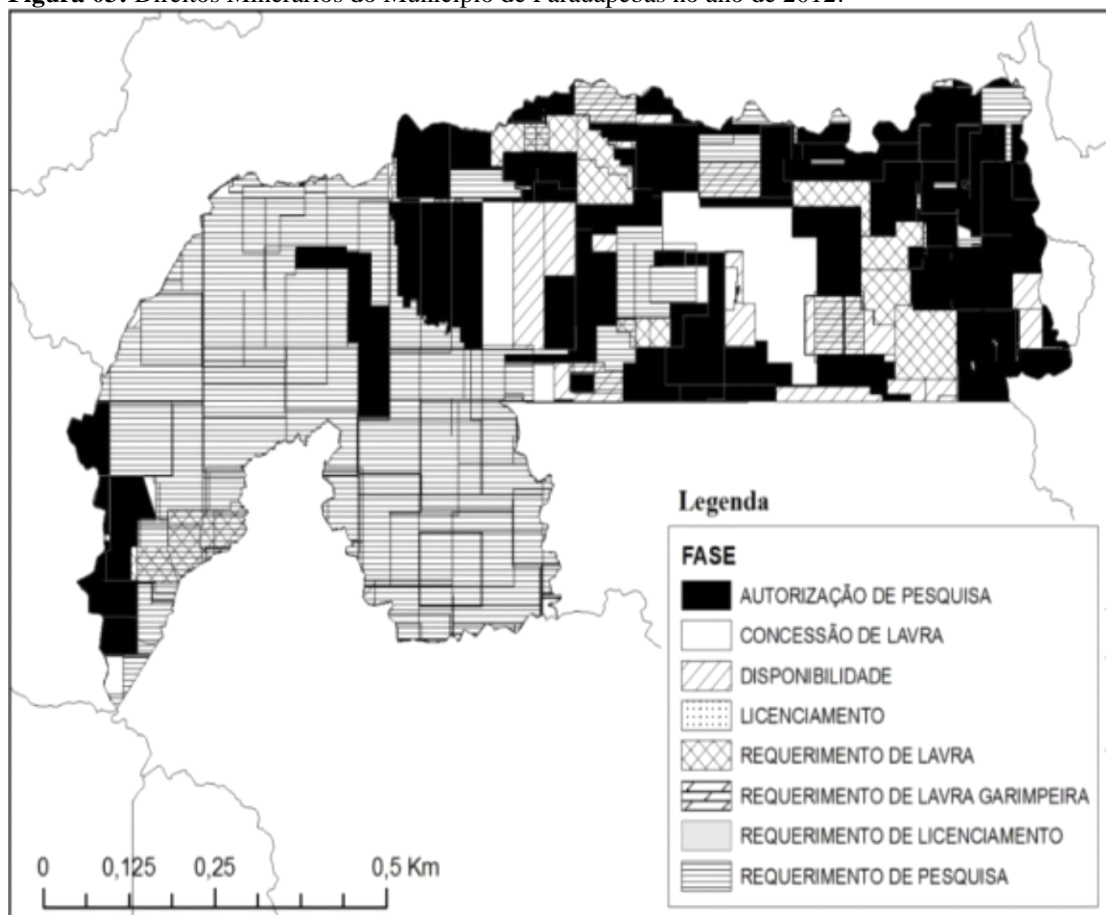 Figura 03: Direitos Minerários do Município de Parauapebas no ano de 2012.
Legenda
FASE
AUTORIZAÇÃO DE PESQUISA
CONCESSÃO DE LAVRA
DISPONIBILIDADE
LICENCIAMENTO
REQUERIMENTO DE LAVRA
REQUERIMENTO DE LAVRA GARIMPEIRA
REQUERIMENTO DE LICENCIAMENTO
REQUERIMENTO DE PESQUISA
0 0,125 0,25 0,5 Km